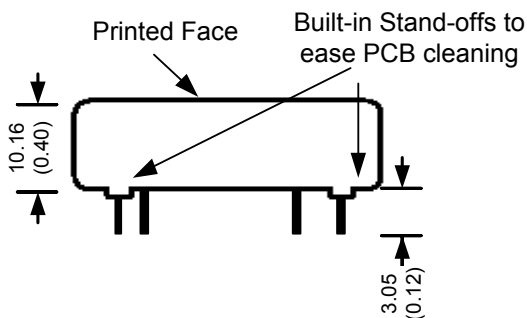 Printed Face
Built-in Stand-offs to
ease PCB cleaning
10.16
(0.40)
3.05
(0.12)